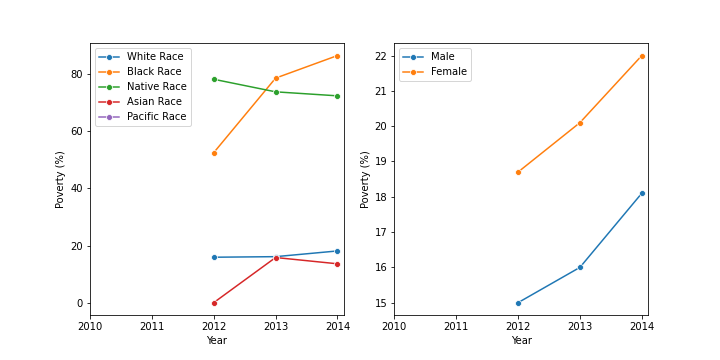 White Race
Black Race
Native Race
Asian Race
Pacific Race
80
60
40
20
0
Poverty (%)
2010 2011 2012 2013 2014
Year
Male
Female
22
21
20
19
18
17
16
15
Poverty (%)
2010 2011 2012 2013 2014
Year